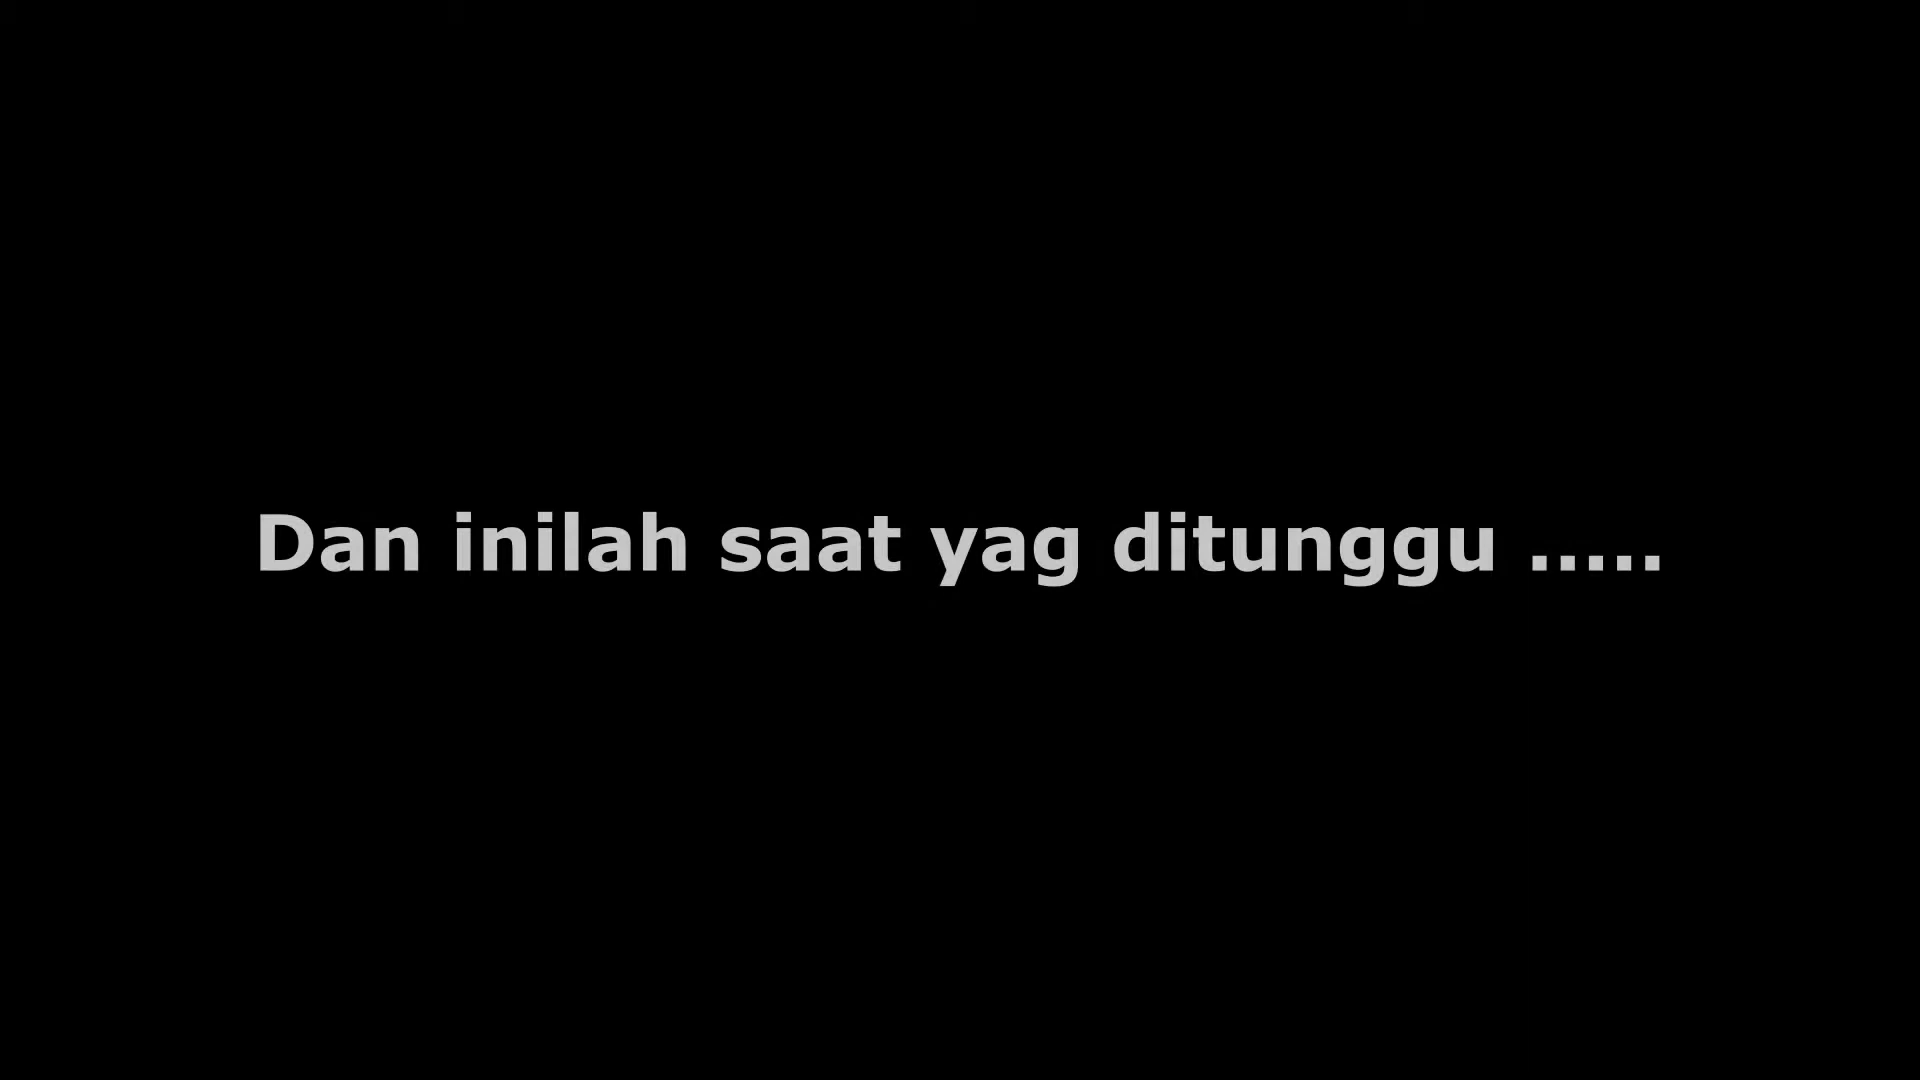 Dan inilah saat yag ditunggu .....